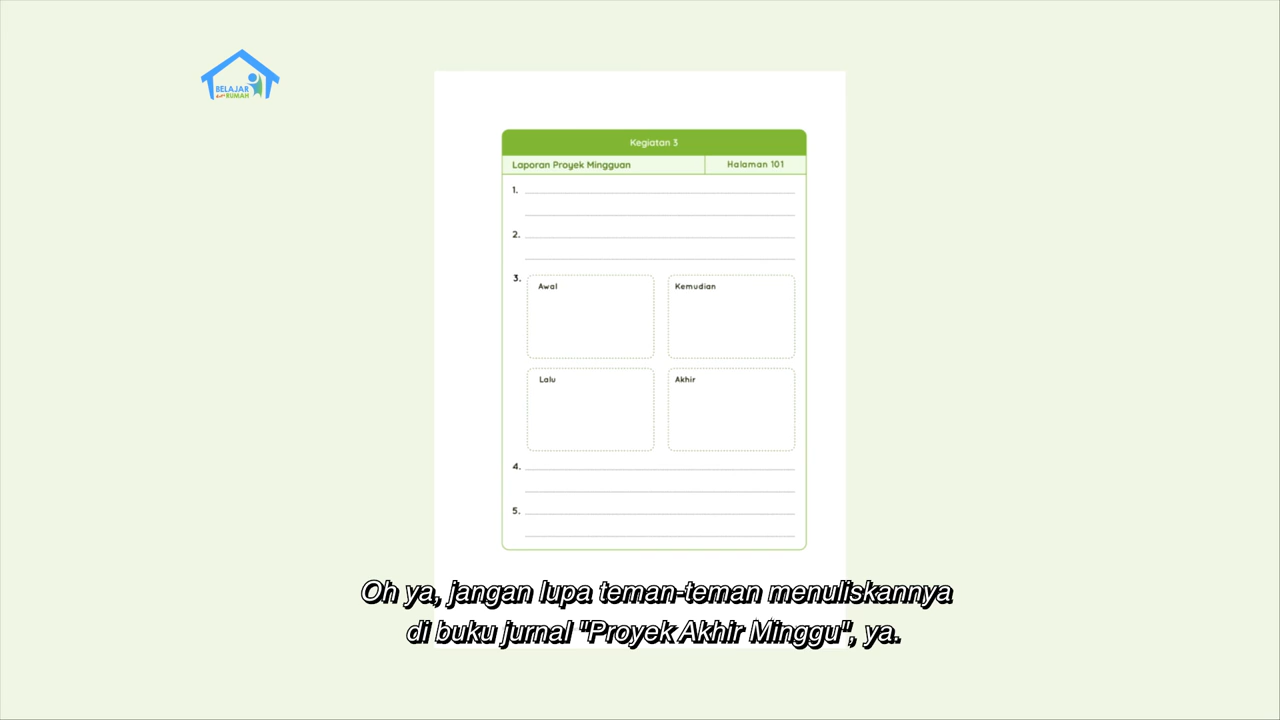 BELAJAR
dari RUMAH
Kegiatan 3
Laporan Proyek Mingguan
Halaman 101
1.
2.
3.
Awal
Kemudian
Lalu
Akhir
4.
5.
Oh ya, jangan lupa teman-teman menuliskannya
di buku jurnal "Proyek Akhir Minggu", ya.